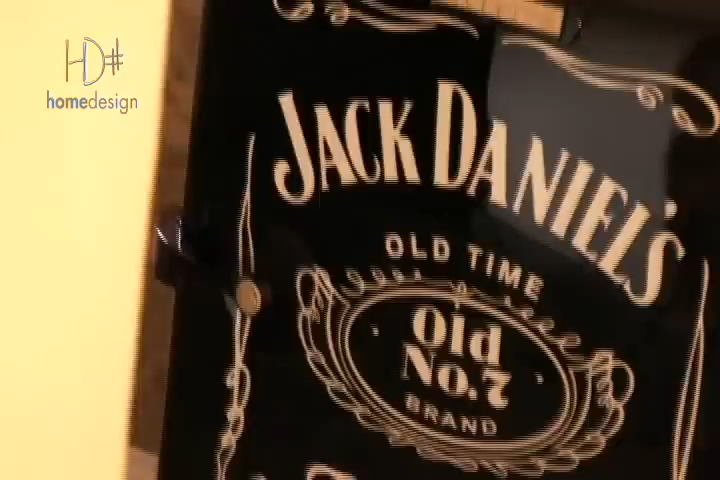 HD#
homedesign
JACK DANIEL'S
OLD TIME
Old
No.7
BRAND